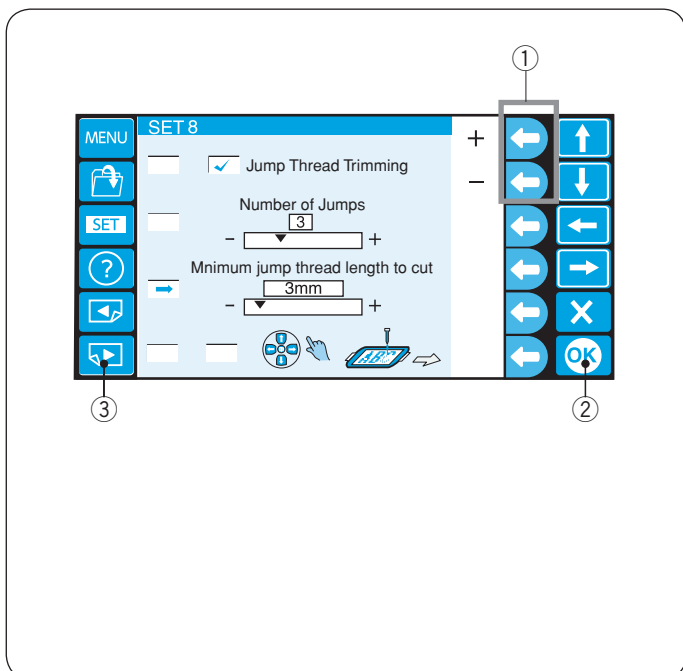 ①
MENU
SET 8
+
✓ Jump Thread Trimming
−
SET
Number of Jumps
3
- +
?
Mnimum jump thread length to cut
3mm
- +
ABC
OK
③
②